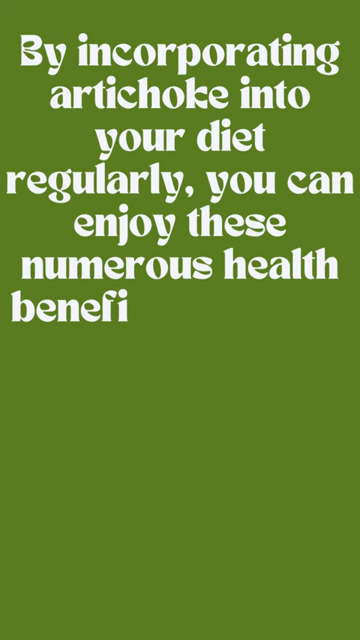 By incorporating
artichoke into
your diet
regularly, you can
enjoy these
numerous health
benefi